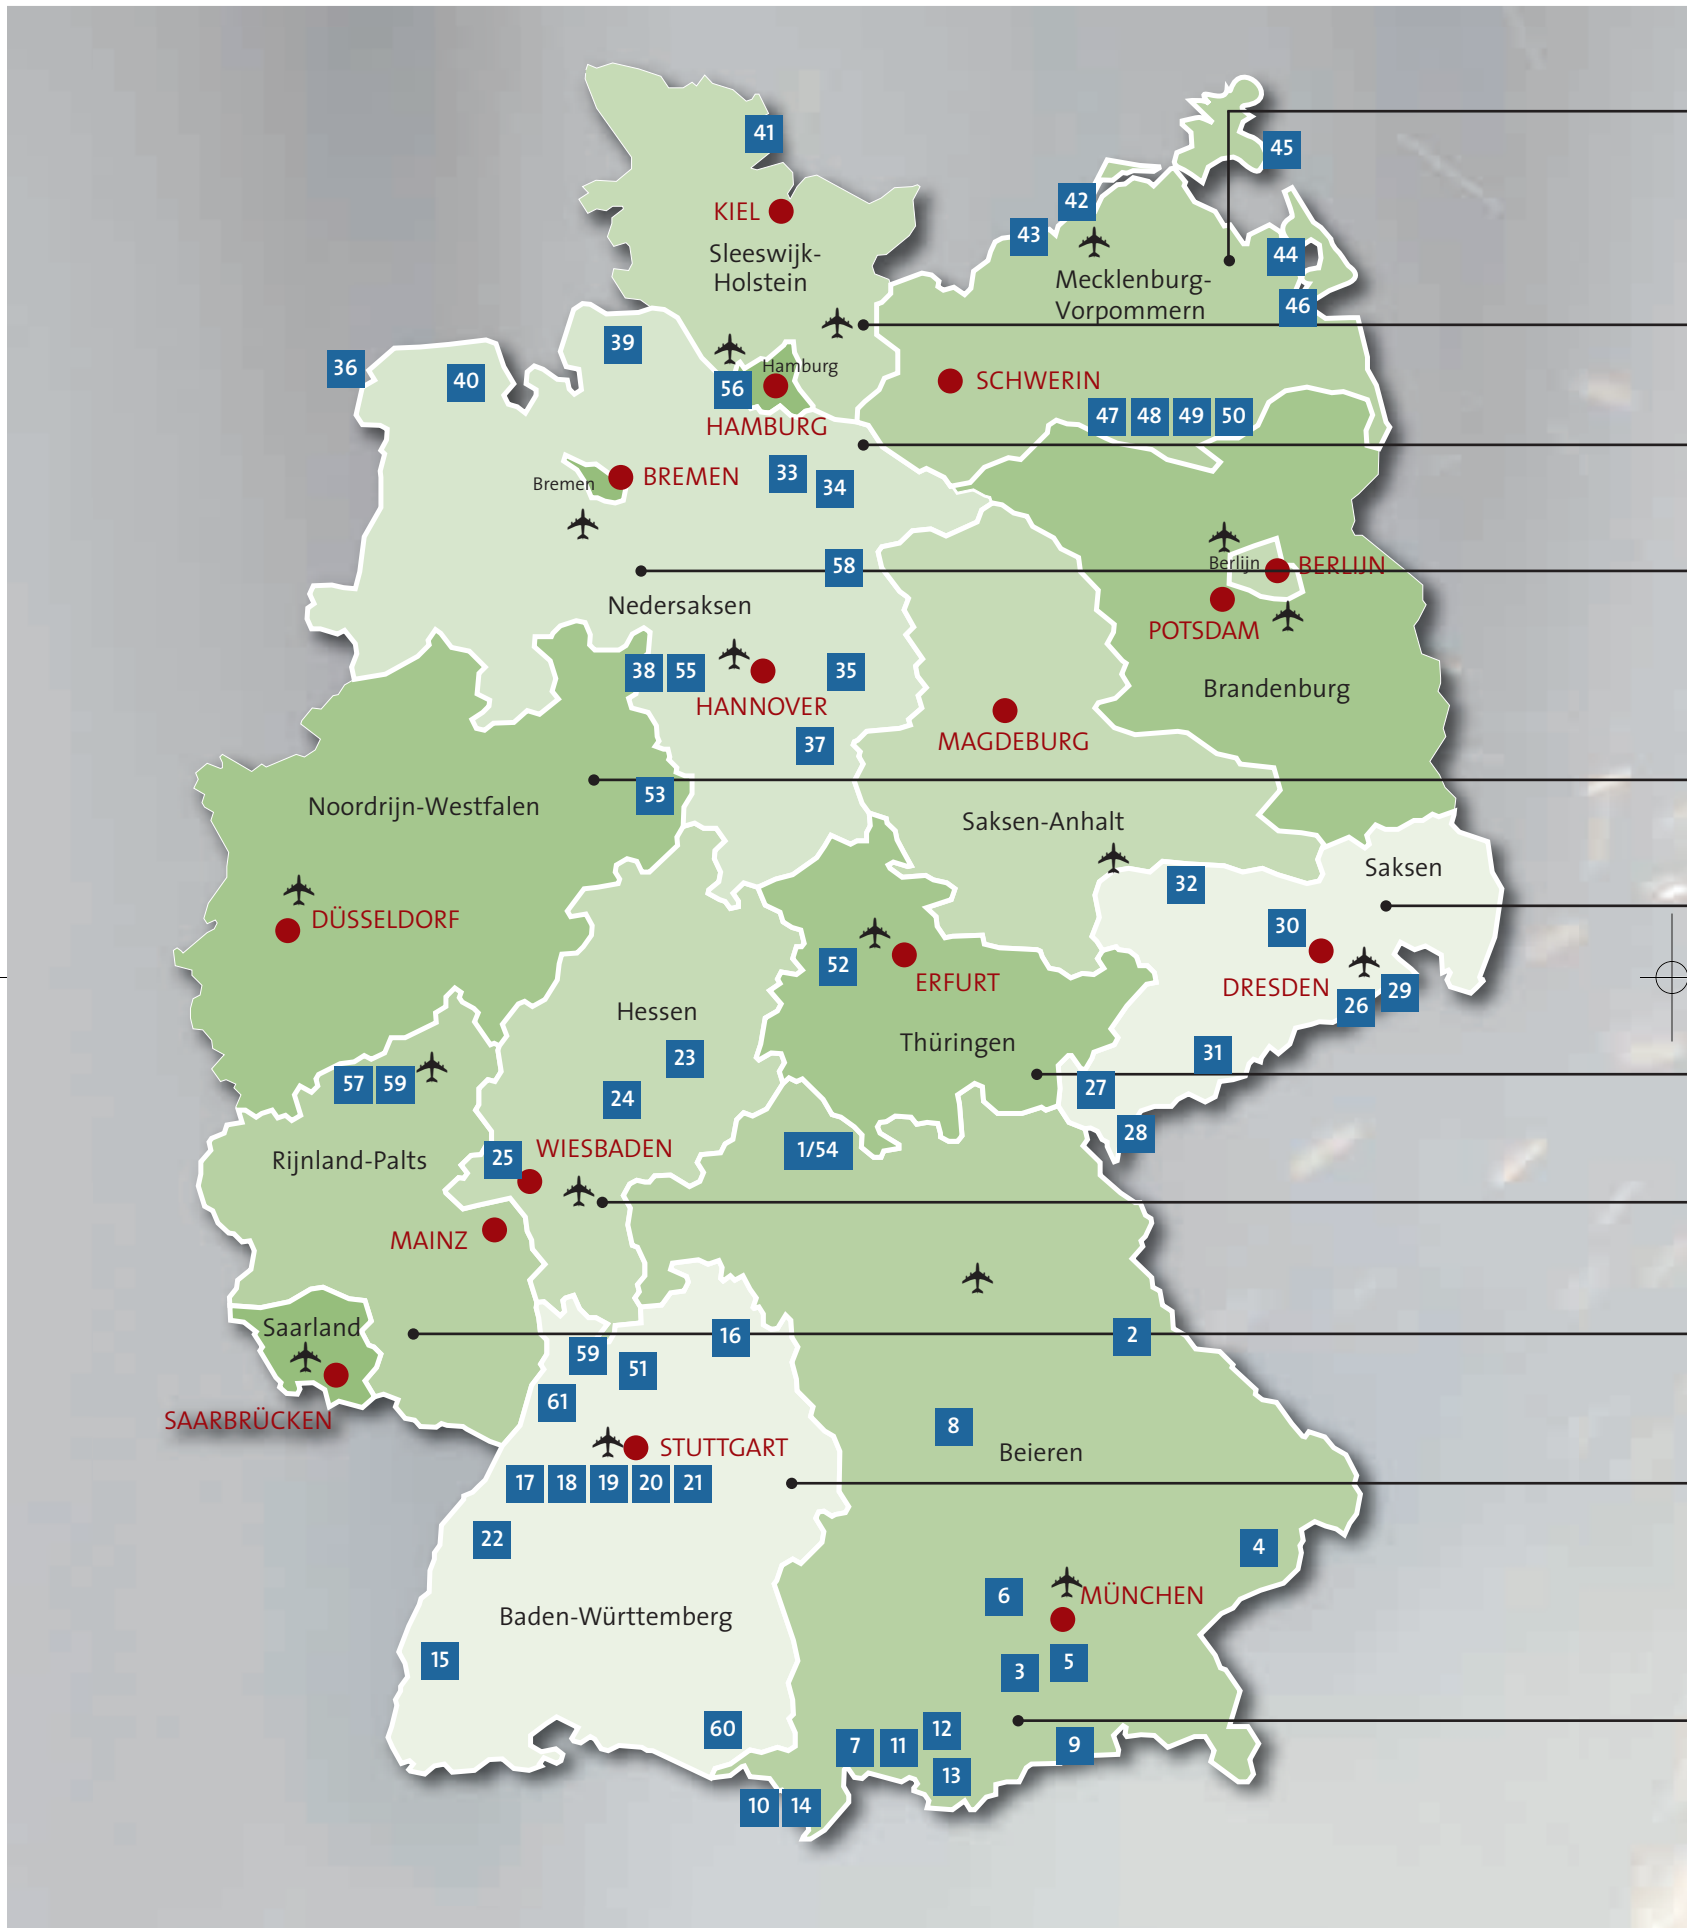 41
45
42
KIEL
43
Sleeswijk-
Holstein
44
Mecklenburg-
Vorpommern
46
39
36
40
Hamburg
56
SCHWERIN
HAMBURG
47 48 49 50
Bremen
BREMEN
33
34
58
Berlijn
BERLIJN
Nedersaksen
POTSDAM
38 55
35
HANNOVER
Brandenburg
MAGDEBURG
37
53
Noordrijn-Westfalen
Saksen-Anhalt
Saksen
32
DÜSSELDORF
30
52
ERFURT
DRESDEN
26
29
Hessen
Thüringen
23
31
57 59
24
27
28
1/54
WIESBADEN
25
Rijnland-Palts
MAINZ
Saarland
16
2
59
51
61
SAARBRÜCKEN
8
STUTTGART
Beieren
17 18 19 20 21
22
4
6
MÜNCHEN
Baden-Württemberg
15
3
5
60
12
7 11
9
13
10 14